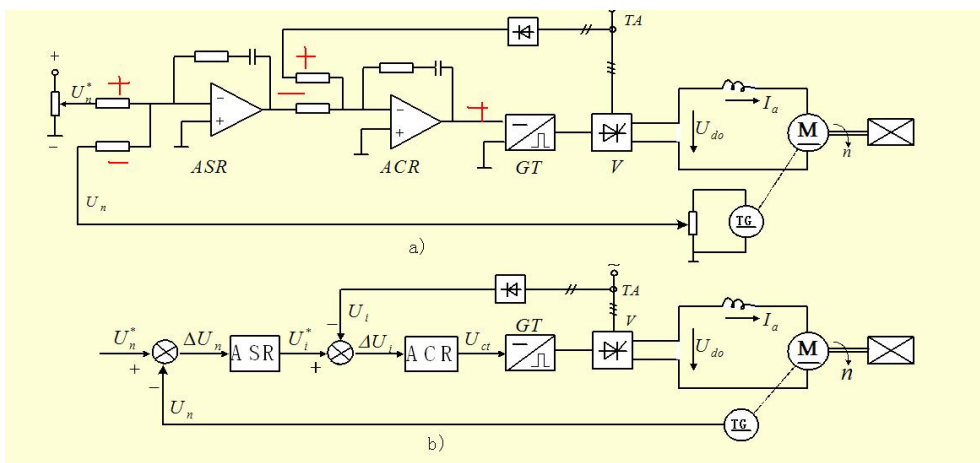 TA
+
U*n
+
−
Un
−
+
ASR
+
−
−
+
ACR
+
GT
V
Udo
Ia
M
n
TG
−
a)
~
TA
U*n
+
−
ΔUn
ASR
U*i
+
−
Ui
ΔUi
ACR
Uct
GT
V
Udo
Ia
M
n
Un
TG
b)